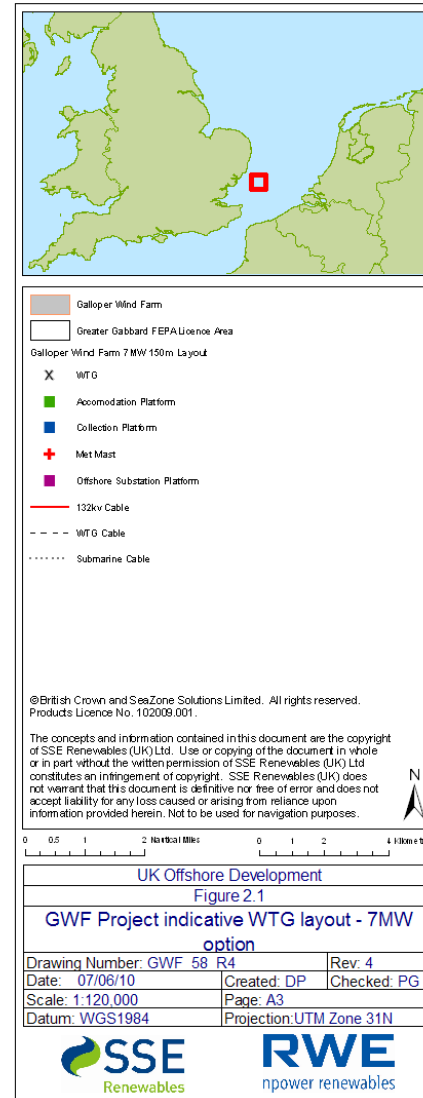 Galloper Wind Farm
Greater Gabbard FEPA Licence Area
Galloper Wind Farm 7MW 150m Layout
WTG
Accomodation Platform
Collection Platform
Met Mast
Offshore Substation Platform
132kv Cable
WTG Cable
Submarine Cable
©British Crown and SeaZone Solutions Limited. All rights reserved.
Products Licence No. 102009.001.
The concepts and information contained in this document are the copyright
of SSE Renewables (UK) Ltd. Use or copying of the document in whole
or in part without the written permission of SSE Renewables (UK) Ltd
constitutes an infringement of copyright. SSE Renewables (UK) does
not warrant that this document is definitive nor free of error and does not
accept liability for any loss caused or arising from reliance upon
information provided herein. Not to be used for navigation purposes.
N
0 0.5 1 2 Nautical Miles 0 1 2 4 Kilometr
UK Offshore Development
Figure 2.1
GWF Project indicative WTG layout - 7MW
option
Drawing Number: GWF_58_R4 Rev: 4
Date: 07/06/10 Created: DP Checked: PG
Scale: 1:120,000 Page: A3
Datum: WGS1984 Projection:UTM Zone 31N
SSE
Renewables
RWE
npower renewables